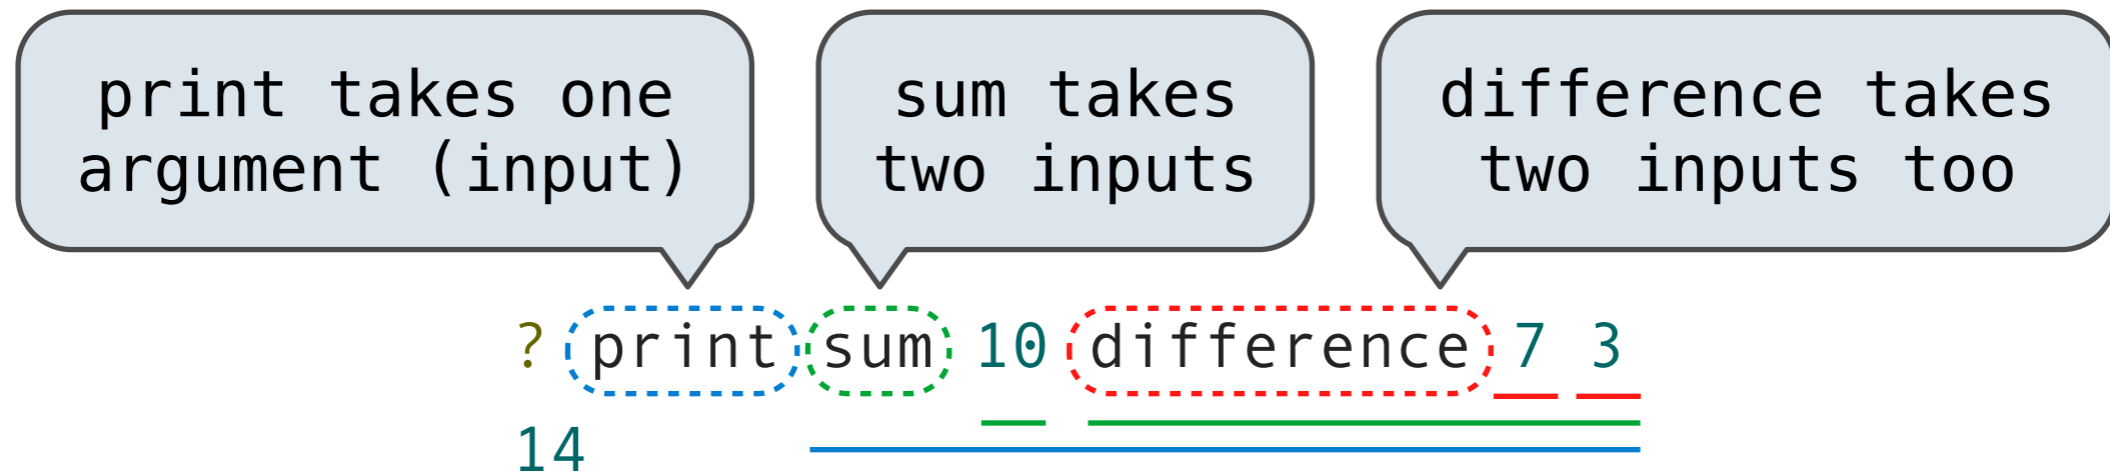 print takes one
argument (input)
sum takes
two inputs
difference takes
two inputs too
? print sum 10 difference 7 3
14